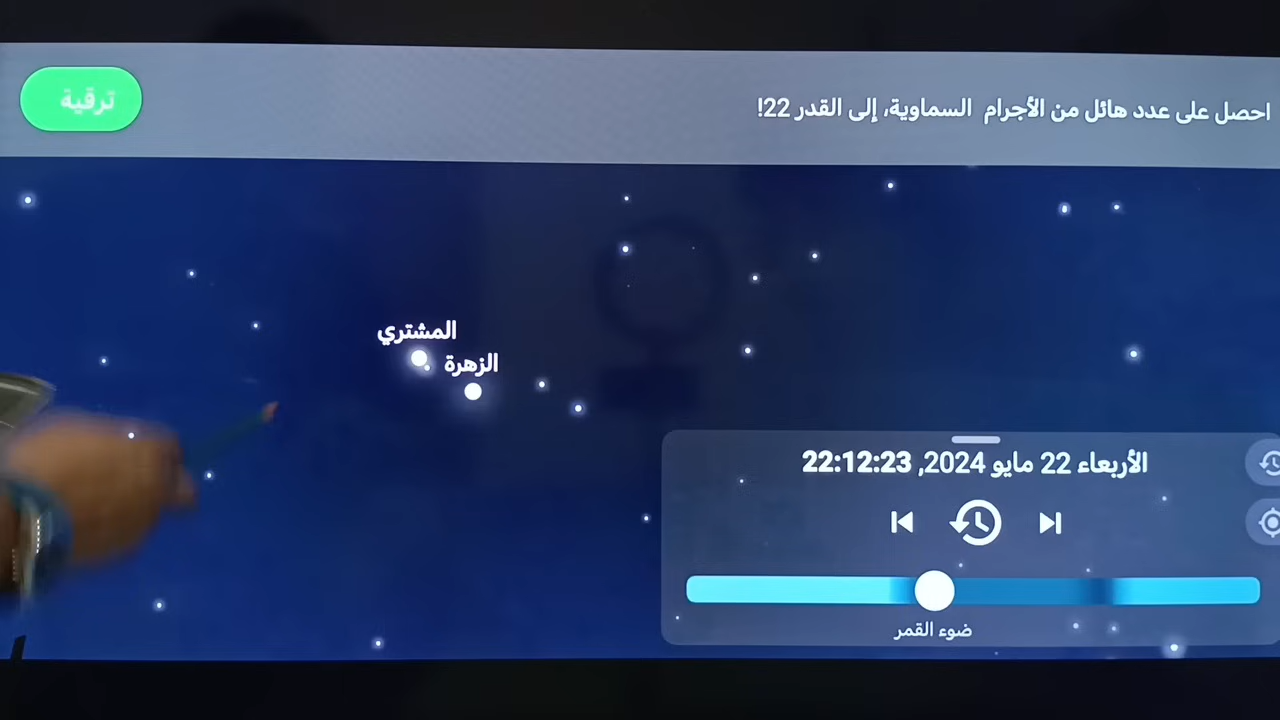 احصل على عدد هائل من الأجرام السماوية، إلى القدر 22!
ترقية
المشتري
الزهرة
الأربعاء 22 مايو 2024, 22:12:23
ضوء القمر